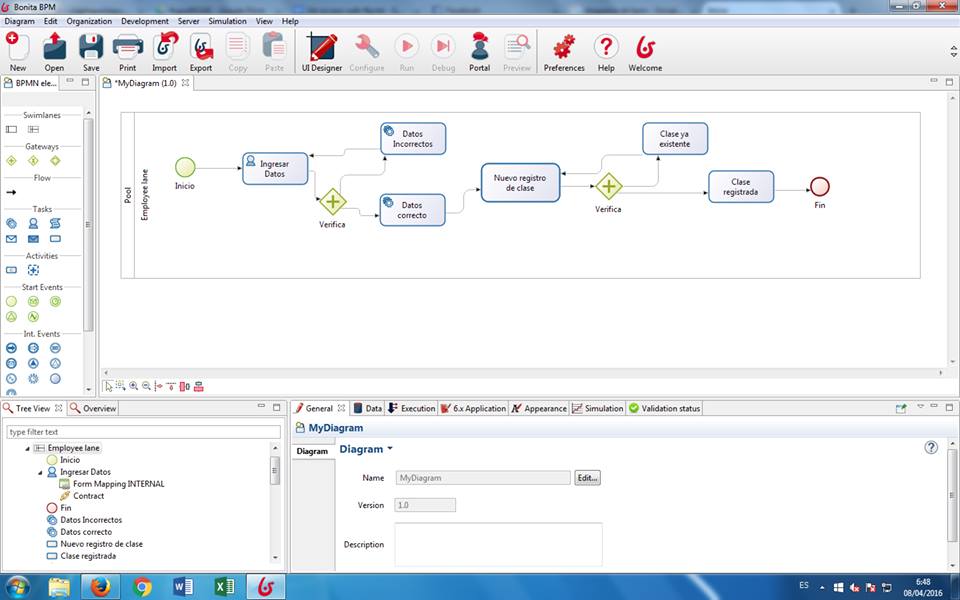 Bonita BPM
Diagram Edit Organization Development Server Simulation View Help
New Open Save Print Import Export Copy Paste UI Designer Configure Run Debug Portal Preview Preferences Help Welcome
BPMN ele...
*MyDiagram (1.0)
Swimlanes
Gateways
Flow
Tasks
Activities
Start Events
Int. Events
Pool
Employee lane
Inicio
Ingresar
Datos
Verifica
Datos
Incorrectos
Datos
correcto
Nuevo registro
de clase
Verifica
Clase ya
existente
Clase
registrada
Fin
Tree View Overview
type filter text
Employee lane
Inicio
Ingresar Datos
Form Mapping INTERNAL
Contract
Fin
Datos Incorrectos
Datos correcto
Nuevo registro de clase
Clase registrada
General Data Execution 6.x Application Appearance Simulation Validation status
MyDiagram
Diagram
Diagram
Name MyDiagram Edit...
Version 1.0
Description
ES
6:48
08/04/2016